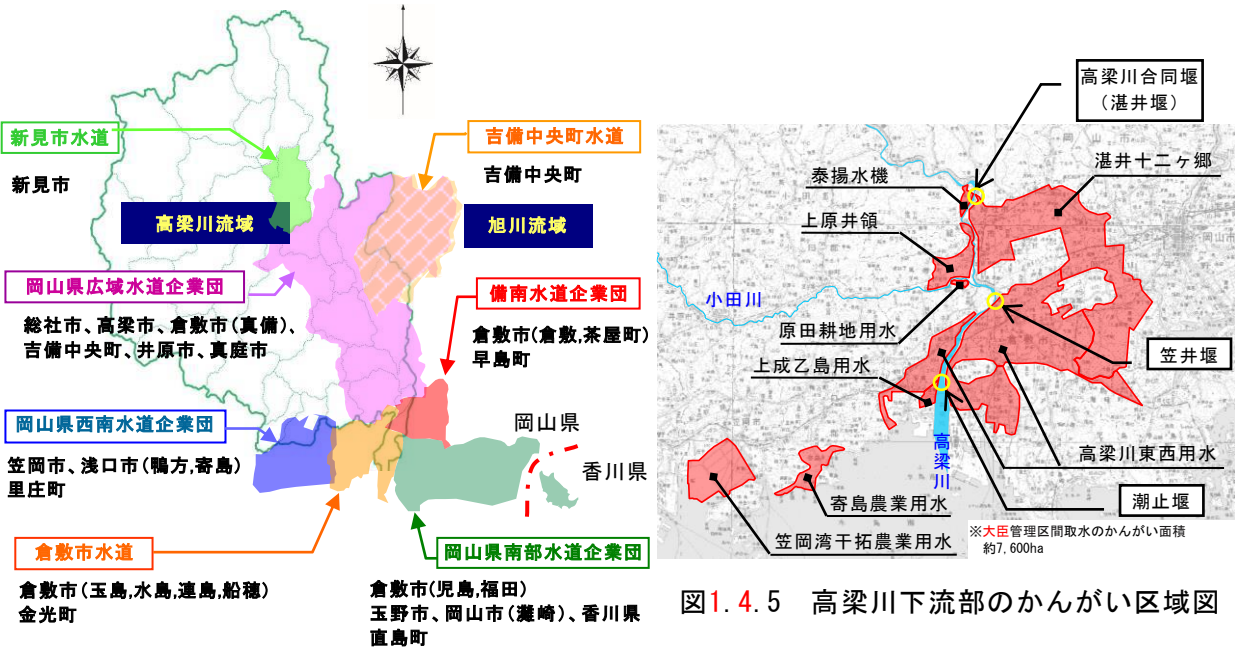 新見市水道
新見市
吉備中央町水道
吉備中央町
高梁川流域
旭川流域
岡山県広域水道企業団
総社市、高梁市、倉敷市(真備)、
吉備中央町、井原市、真庭市
備南水道企業団
倉敷市(倉敷,茶屋町)
早島町
岡山県西南水道企業団
笠岡市、浅口市(鴨方,寄島)
里庄町
岡山県
香川県
倉敷市水道
倉敷市(玉島,水島,連島,船穂)
金光町
岡山県南部水道企業団
倉敷市(児島,福田)
玉野市、岡山市(灘崎)、香川県
直島町
高梁川合同堰
(湛井堰)
泰揚水機
湛井十二ヶ郷
上原井領
小田川
原田耕地用水
笠井堰
上成乙島用水
高梁川
高梁川東西用水
寄島農業用水
潮止堰
笠岡湾干拓農業用水
※大臣管理区間取水のかんがい面積
約7,600ha
図1.4.5 高梁川下流部のかんがい区域図